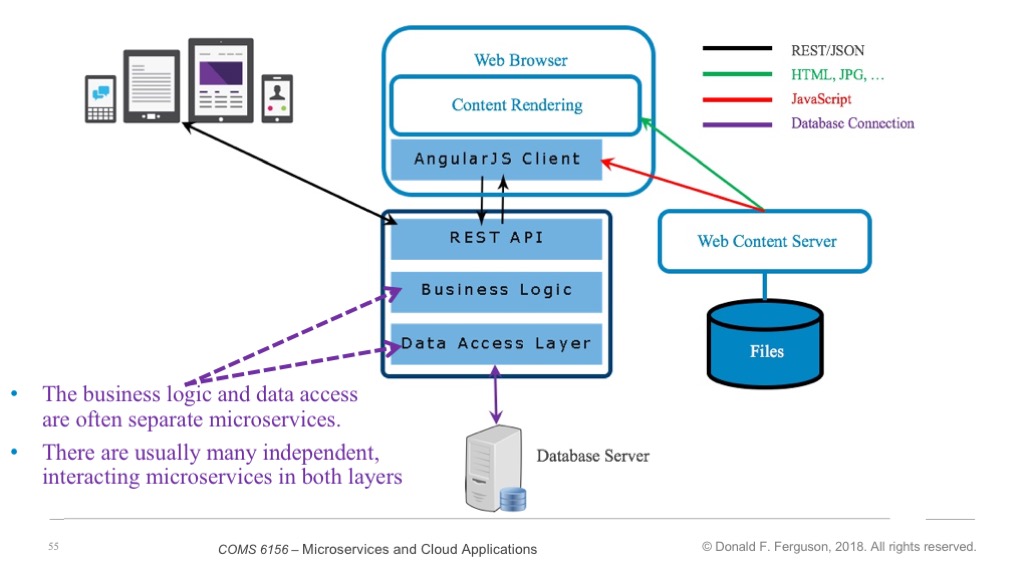 Web Browser
Content Rendering
AngularJS Client
REST/JSON
HTML, JPG, …
JavaScript
Database Connection
REST API
Business Logic
Data Access Layer
Web Content Server
Files
• The business logic and data access
are often separate microservices.
• There are usually many independent,
interacting microservices in both layers
Database Server
55
COMS 6156 – Microservices and Cloud Applications
© Donald F. Ferguson, 2018. All rights reserved.